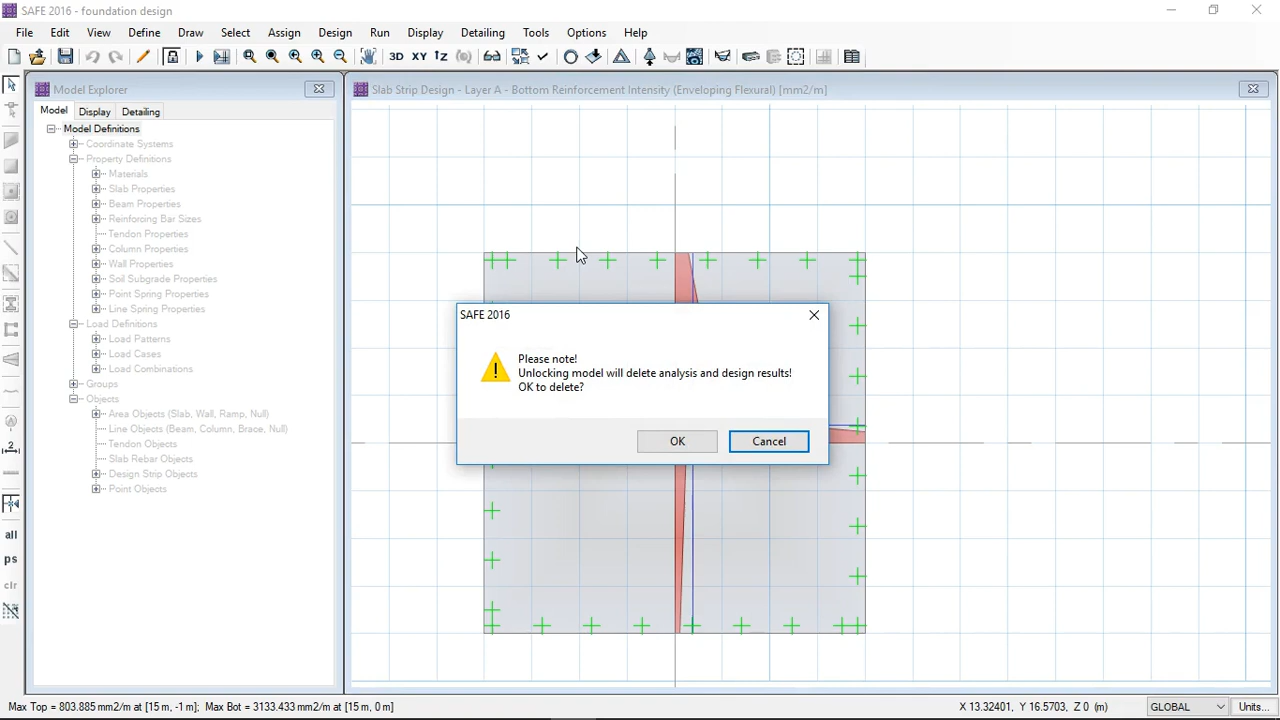 SAFE 2016 - foundation design
File Edit View Define Draw Select Assign Design Run Display Detailing Tools Options Help
3D XY
Model Explorer
Slab Strip Design - Layer A - Bottom Reinforcement Intensity (Enveloping Flexural) [mm2/m]
Model Display Detailing
Model Definitions
Coordinate Systems
Property Definitions
Materials
Slab Properties
Beam Properties
Reinforcing Bar Sizes
Tendon Properties
Column Properties
Wall Properties
Soil Subgrade Properties
Point Spring Properties
Line Spring Properties
Load Definitions
Load Patterns
Load Cases
Load Combinations
Groups
Objects
Area Objects (Slab, Wall, Ramp, Null)
Line Objects (Beam, Column, Brace, Null)
Tendon Objects
Slab Rebar Objects
Design Strip Objects
Point Objects
all
ps
clr
SAFE 2016
Please note!
Unlocking model will delete analysis and design results!
OK to delete?
OK Cancel
Max Top = 803.885 mm2/m at [15 m, -1 m]; Max Bot = 3133.433 mm2/m at [15 m, 0 m]
X 13.32401, Y 16.5703, Z 0 (m)
GLOBAL
Units...